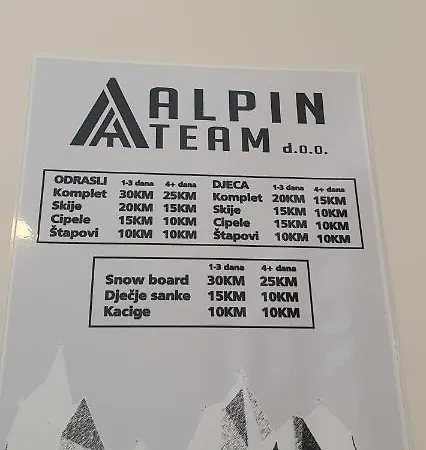 ALPIN
TEAM d.o.o.
ODRASLI 1-3 dana 4+ dana DJECA 1-3 dana 4+ dana
Komplet 30KM 25KM Komplet 20KM 15KM
Skije 20KM 15KM Skije 15KM 10KM
Cipele 15KM 10KM Cipele 15KM 10KM
Štapovi 10KM 10KM Štapovi 10KM 10KM
1-3 dana 4+ dana
Snow board 30KM 25KM
Dječje sanke 15KM 10KM
Kacige 10KM 10KM